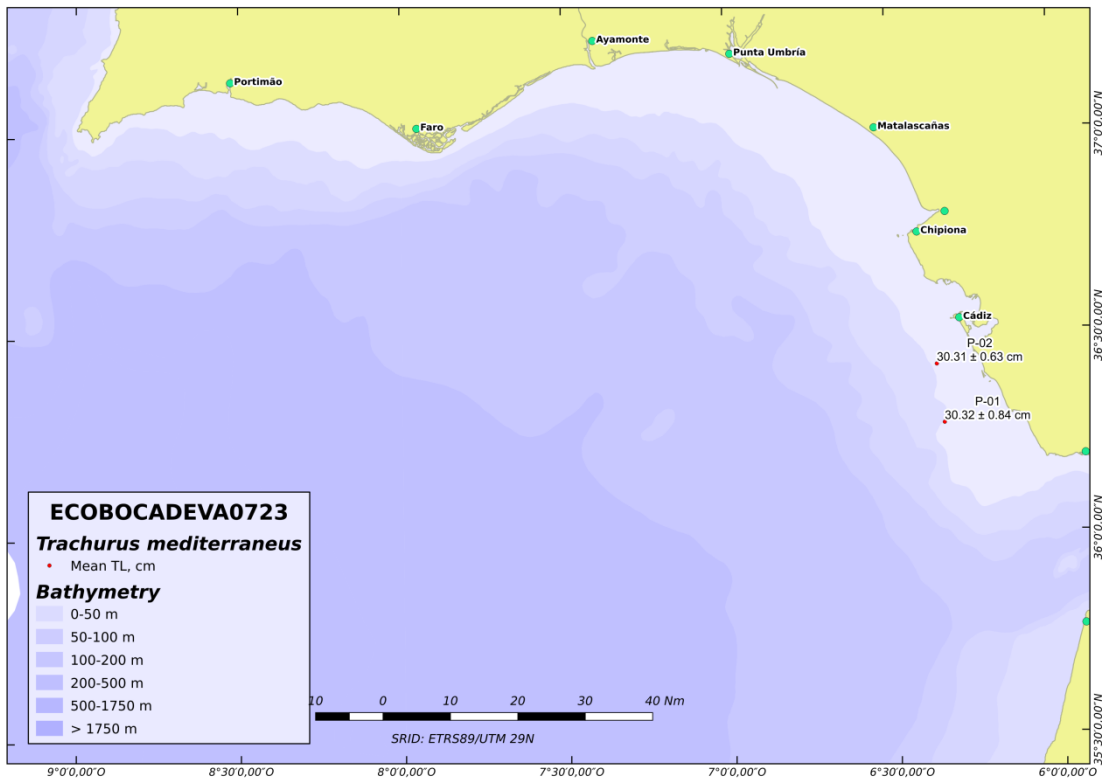 Ayamonte
Punta Umbría
Portimão
Faro
Matalascañas
37°0'0.00"N
Chipiona
Cádiz
36°30'0.00"N
P-02
30.31 ± 0.63 cm
P-01
30.32 ± 0.84 cm
36°0'0.00"N
ECOBOCADEVA0723
Trachurus mediterraneus
Mean TL, cm
Bathymetry
0-50 m
50-100 m
100-200 m
200-500 m
500-1750 m
> 1750 m
10 0 10 20 30 40 Nm
SRID: ETRS89/UTM 29N
35°30'0.00"N
9°0'0,00"O 8°30'0,00"O 8°0'0,00"O 7°30'0,00"O 7°0'0,00"O 6°30'0,00"O 6°0'0,00"O